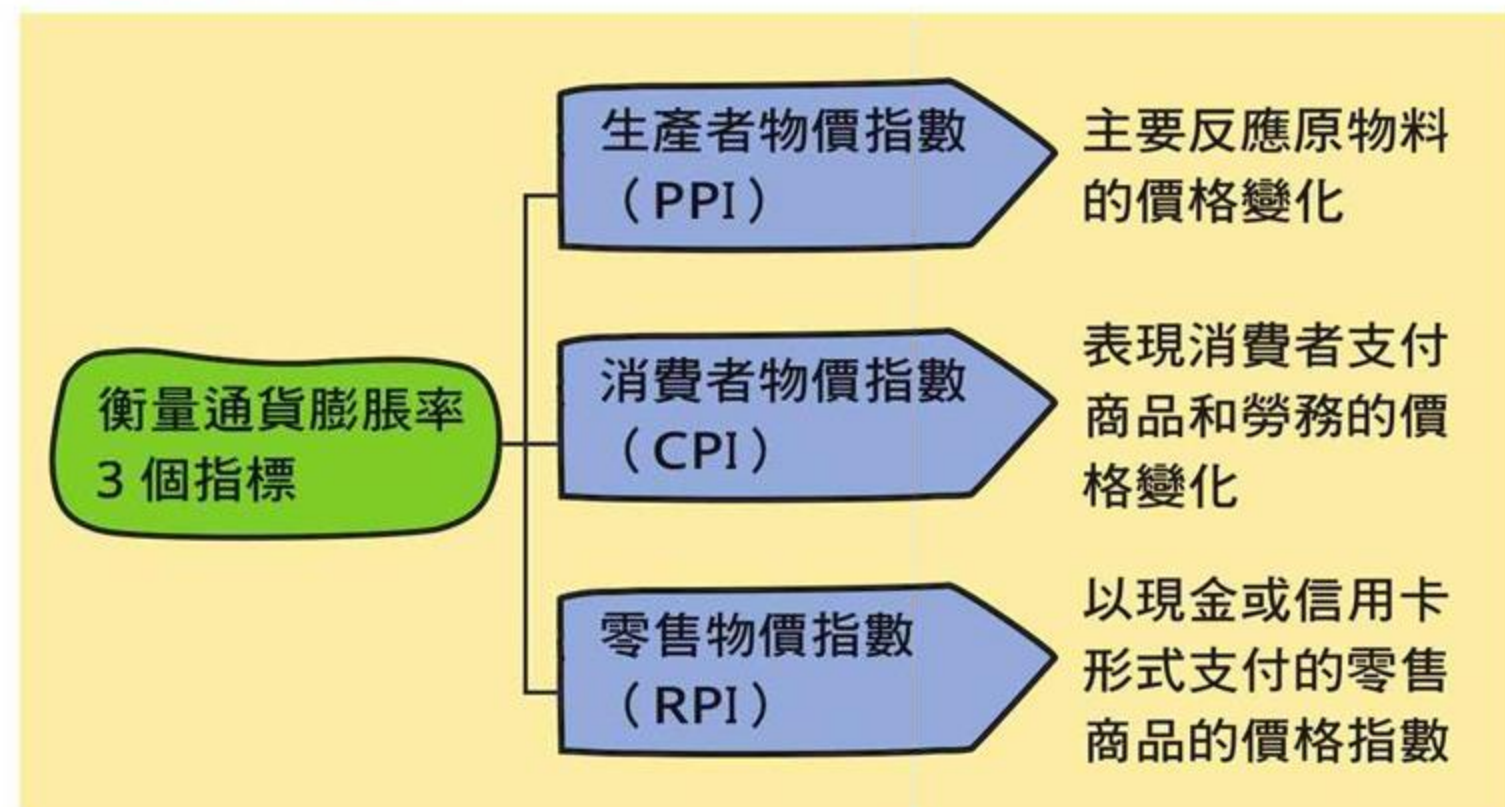 衡量通貨膨脹率
3 個指標
生產者物價指數
（PPI）
主要反應原物料
的價格變化
消費者物價指數
（CPI）
表現消費者支付
商品和勞務的價
格變化
零售物價指數
（RPI）
以現金或信用卡
形式支付的零售
商品的價格指數